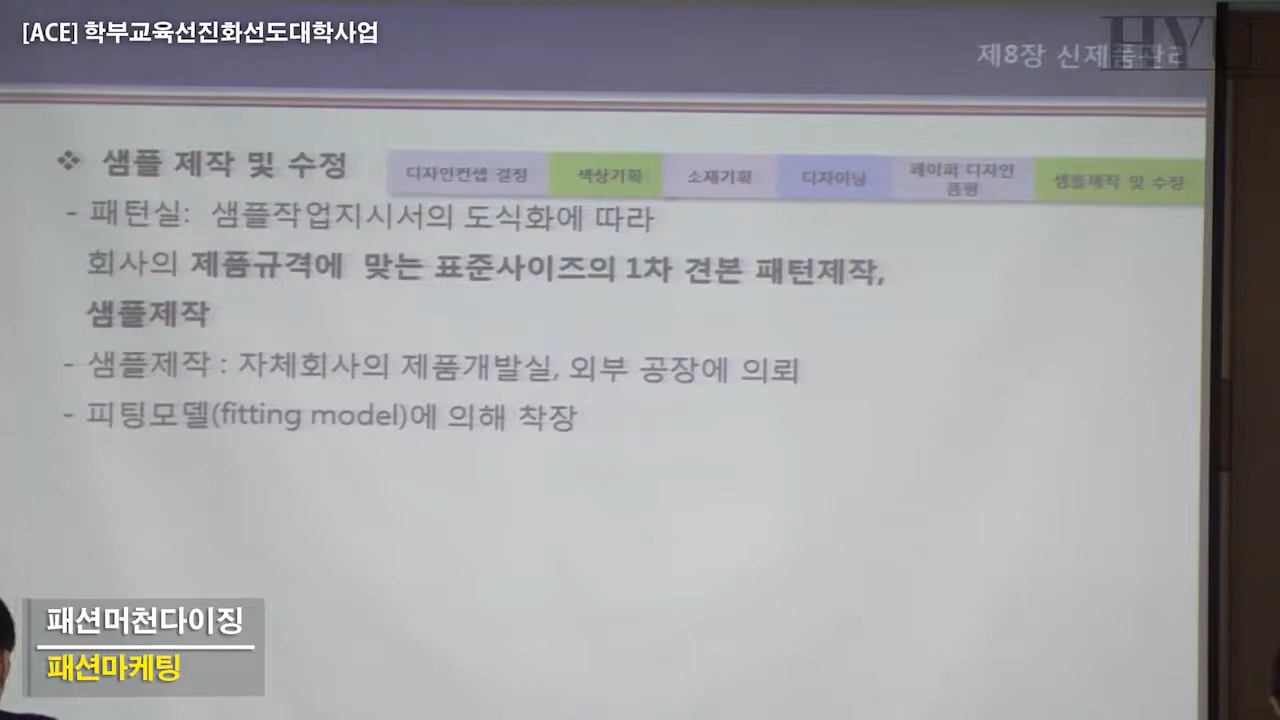 [ACE] 학부교육선진화선도대학사업
제8장 신제품관리
❖ 샘플 제작 및 수정
디자인컨셉 결정
색상기획
소재기획
디자이닝
페이퍼 디자인
품평
샘플제작 및 수정
- 패턴실: 샘플작업지시서의 도식화에 따라
회사의 제품규격에 맞는 표준사이즈의 1차 견본 패턴제작,
샘플제작
- 샘플제작 : 자체회사의 제품개발실, 외부 공장에 의뢰
- 피팅모델(fitting model)에 의해 착장
패션머천다이징
패션마케팅